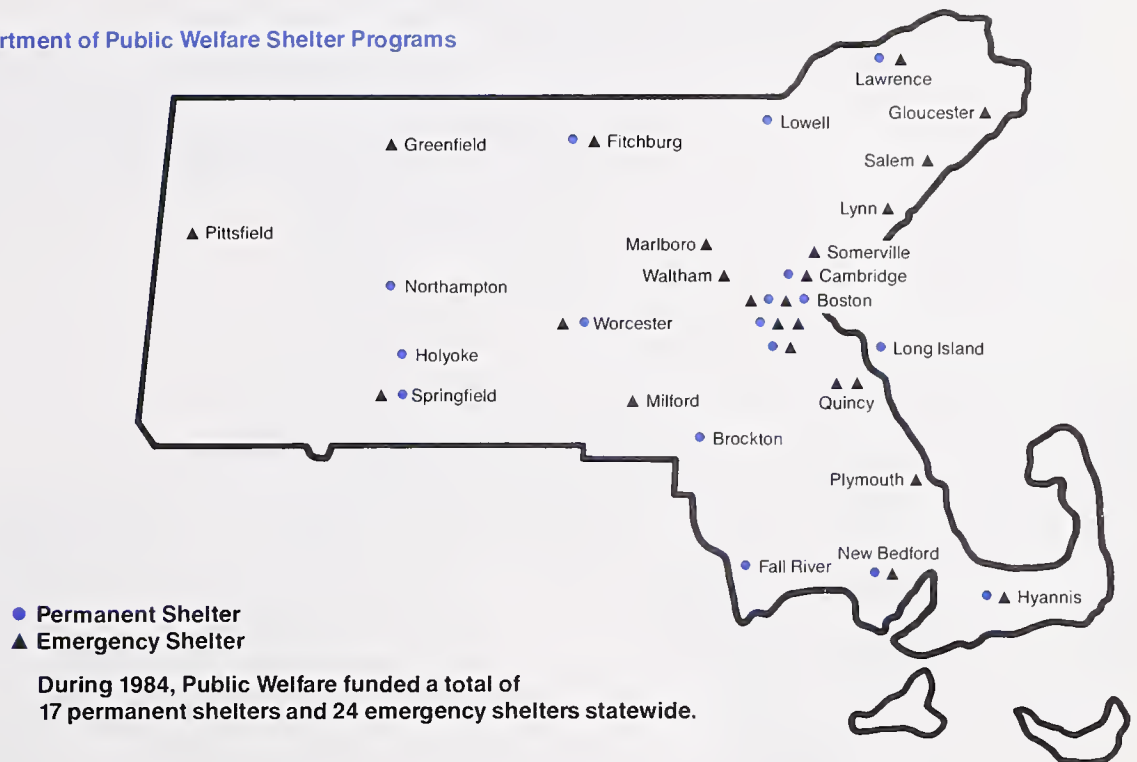 rtment of Public Welfare Shelter Programs
Lawrence
Gloucester
Lowell
Greenfield
Fitchburg
Salem
Lynn
Pittsfield
Marlboro
Somerville
Waltham
Cambridge
Northampton
Boston
Worcester
Long Island
Holyoke
Springfield
Milford
Quincy
Brockton
Plymouth
New Bedford
Fall River
Hyannis
Permanent Shelter
Emergency Shelter
During 1984, Public Welfare funded a total of
17 permanent shelters and 24 emergency shelters statewide.